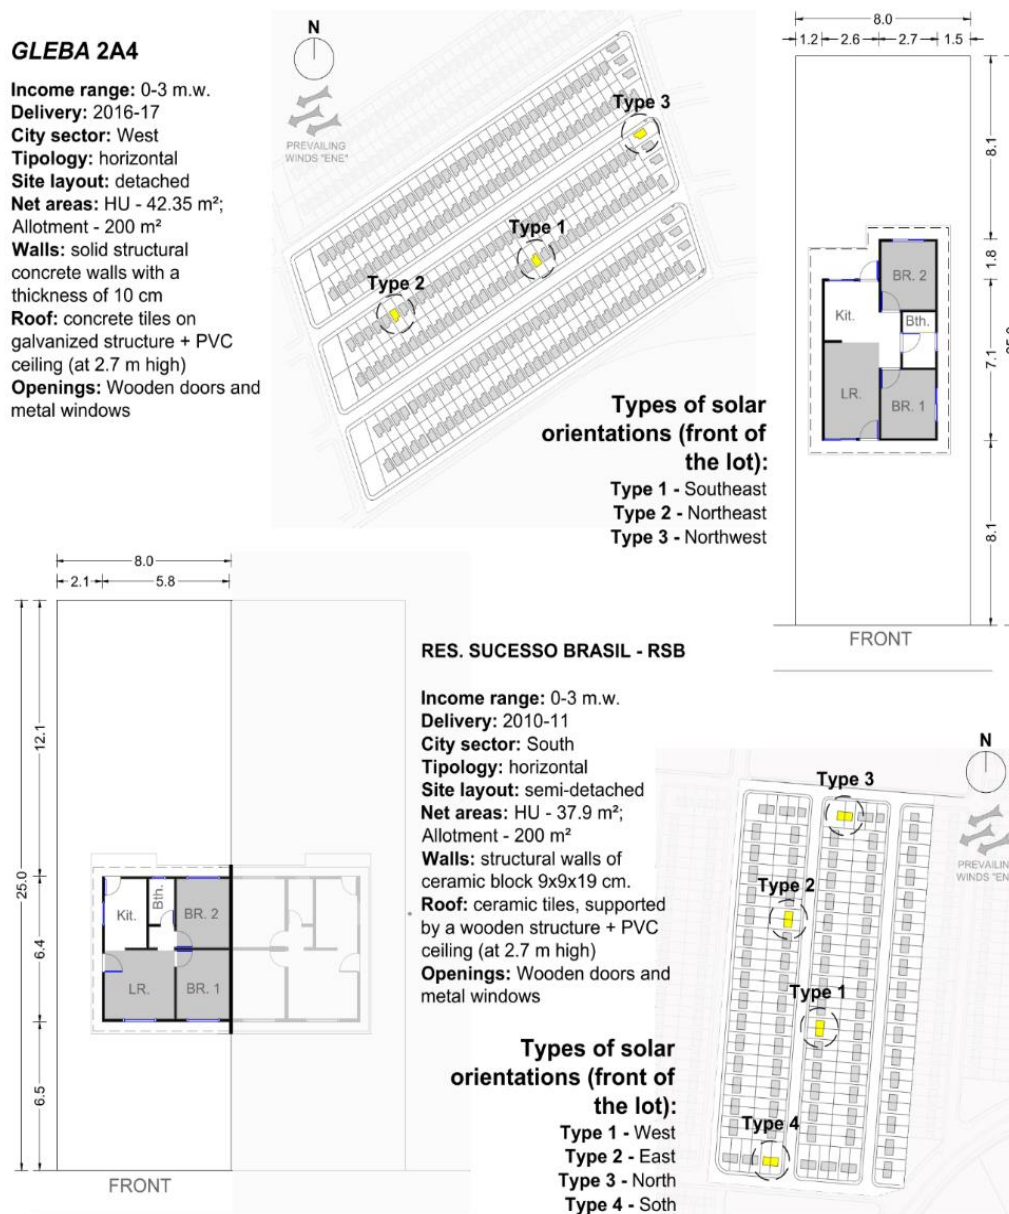 GLEBA 2A4
Income range: 0-3 m.w.
Delivery: 2016-17
City sector: West
Tipology: horizontal
Site layout: detached
Net areas: HU - 42.35 m²;
Allotment - 200 m²
Walls: solid structural
concrete walls with a
thickness of 10 cm
Roof: concrete tiles on
galvanized structure + PVC
ceiling (at 2.7 m high)
Openings: Wooden doors and
metal windows
N
PREVAILING
WINDS "ENE"
Type 3
Type 1
Type 2
Types of solar
orientations (front of
the lot):
Type 1 - Southeast
Type 2 - Northeast
Type 3 - Northwest
8.0
1.2 2.6 2.7 1.5
8.1
1.8
7.1
8.1
BR. 2
Kit.
Bth.
LR.
BR. 1
FRONT
8.0
2.1 5.8
25.0
12.1
6.4
6.5
Kit.
Bth.
BR. 2
LR.
BR. 1
FRONT
RES. SUCESSO BRASIL - RSB
Income range: 0-3 m.w.
Delivery: 2010-11
City sector: South
Tipology: horizontal
Site layout: semi-detached
Net areas: HU - 37.9 m²;
Allotment - 200 m²
Walls: structural walls of
ceramic block 9x9x19 cm.
Roof: ceramic tiles, supported
by a wooden structure + PVC
ceiling (at 2.7 m high)
Openings: Wooden doors and
metal windows
Types of solar
orientations (front of
the lot):
Type 1 - West
Type 2 - East
Type 3 - North
Type 4 - Soth
N
PREVAILIN
WINDS "EN
Type 3
Type 2
Type 1
Type 4